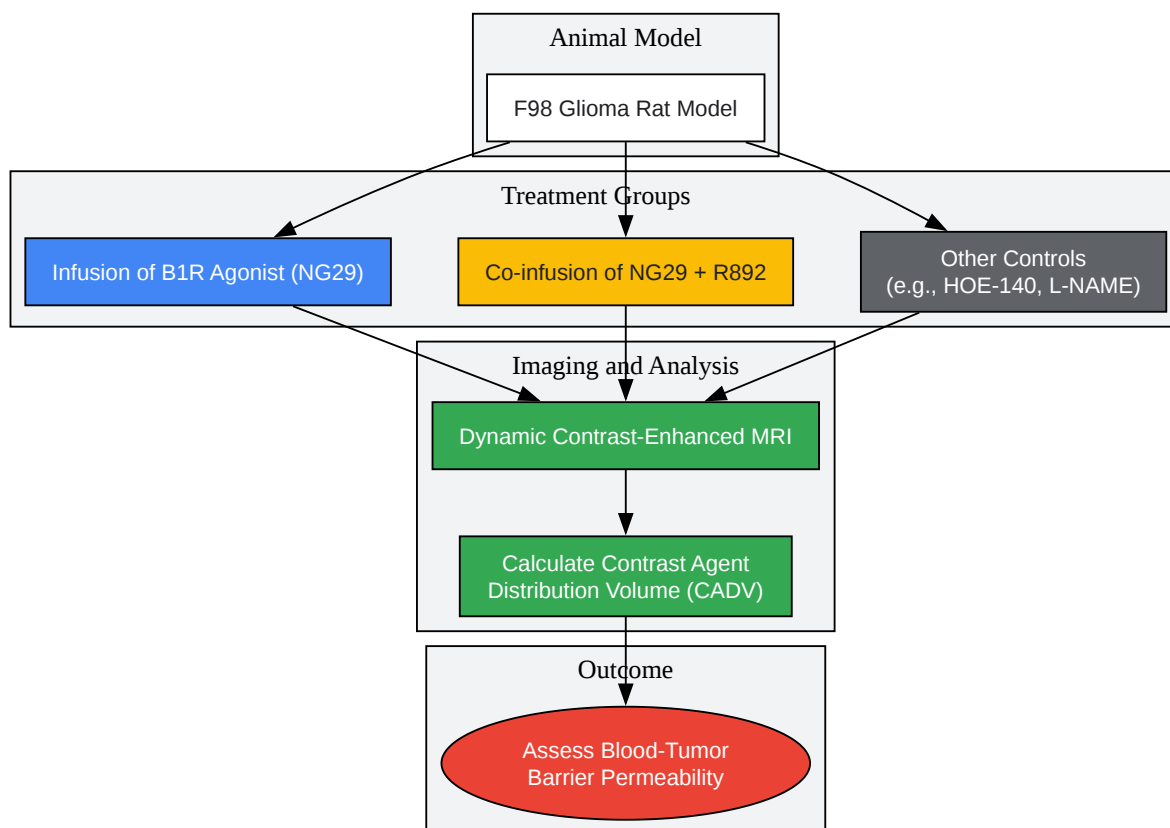 Animal Model
F98 Glioma Rat Model
Treatment Groups
Infusion of B1R Agonist (NG29)
Co-infusion of NG29 + R892
Other Controls
(e.g., HOE-140, L-NAME)
Imaging and Analysis
Dynamic Contrast-Enhanced MRI
Calculate Contrast Agent
Distribution Volume (CADV)
Outcome
Assess Blood-Tumor
Barrier Permeability